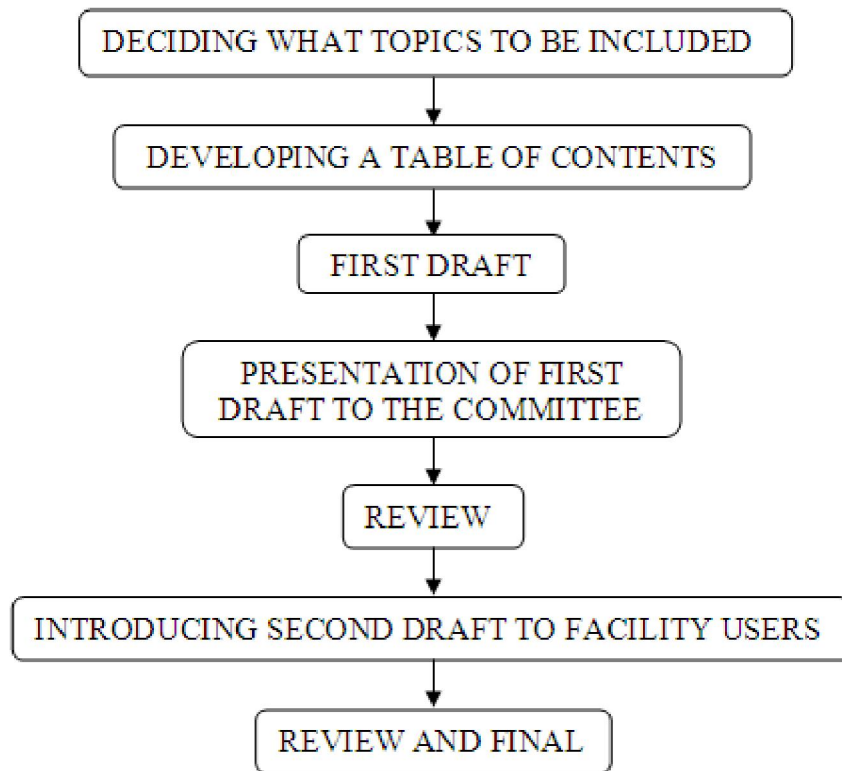 DECIDING WHAT TOPICS TO BE INCLUDED
DEVELOPING A TABLE OF CONTENTS
FIRST DRAFT
PRESENTATION OF FIRST
DRAFT TO THE COMMITTEE
REVIEW
INTRODUCING SECOND DRAFT TO FACILITY USERS
REVIEW AND FINAL